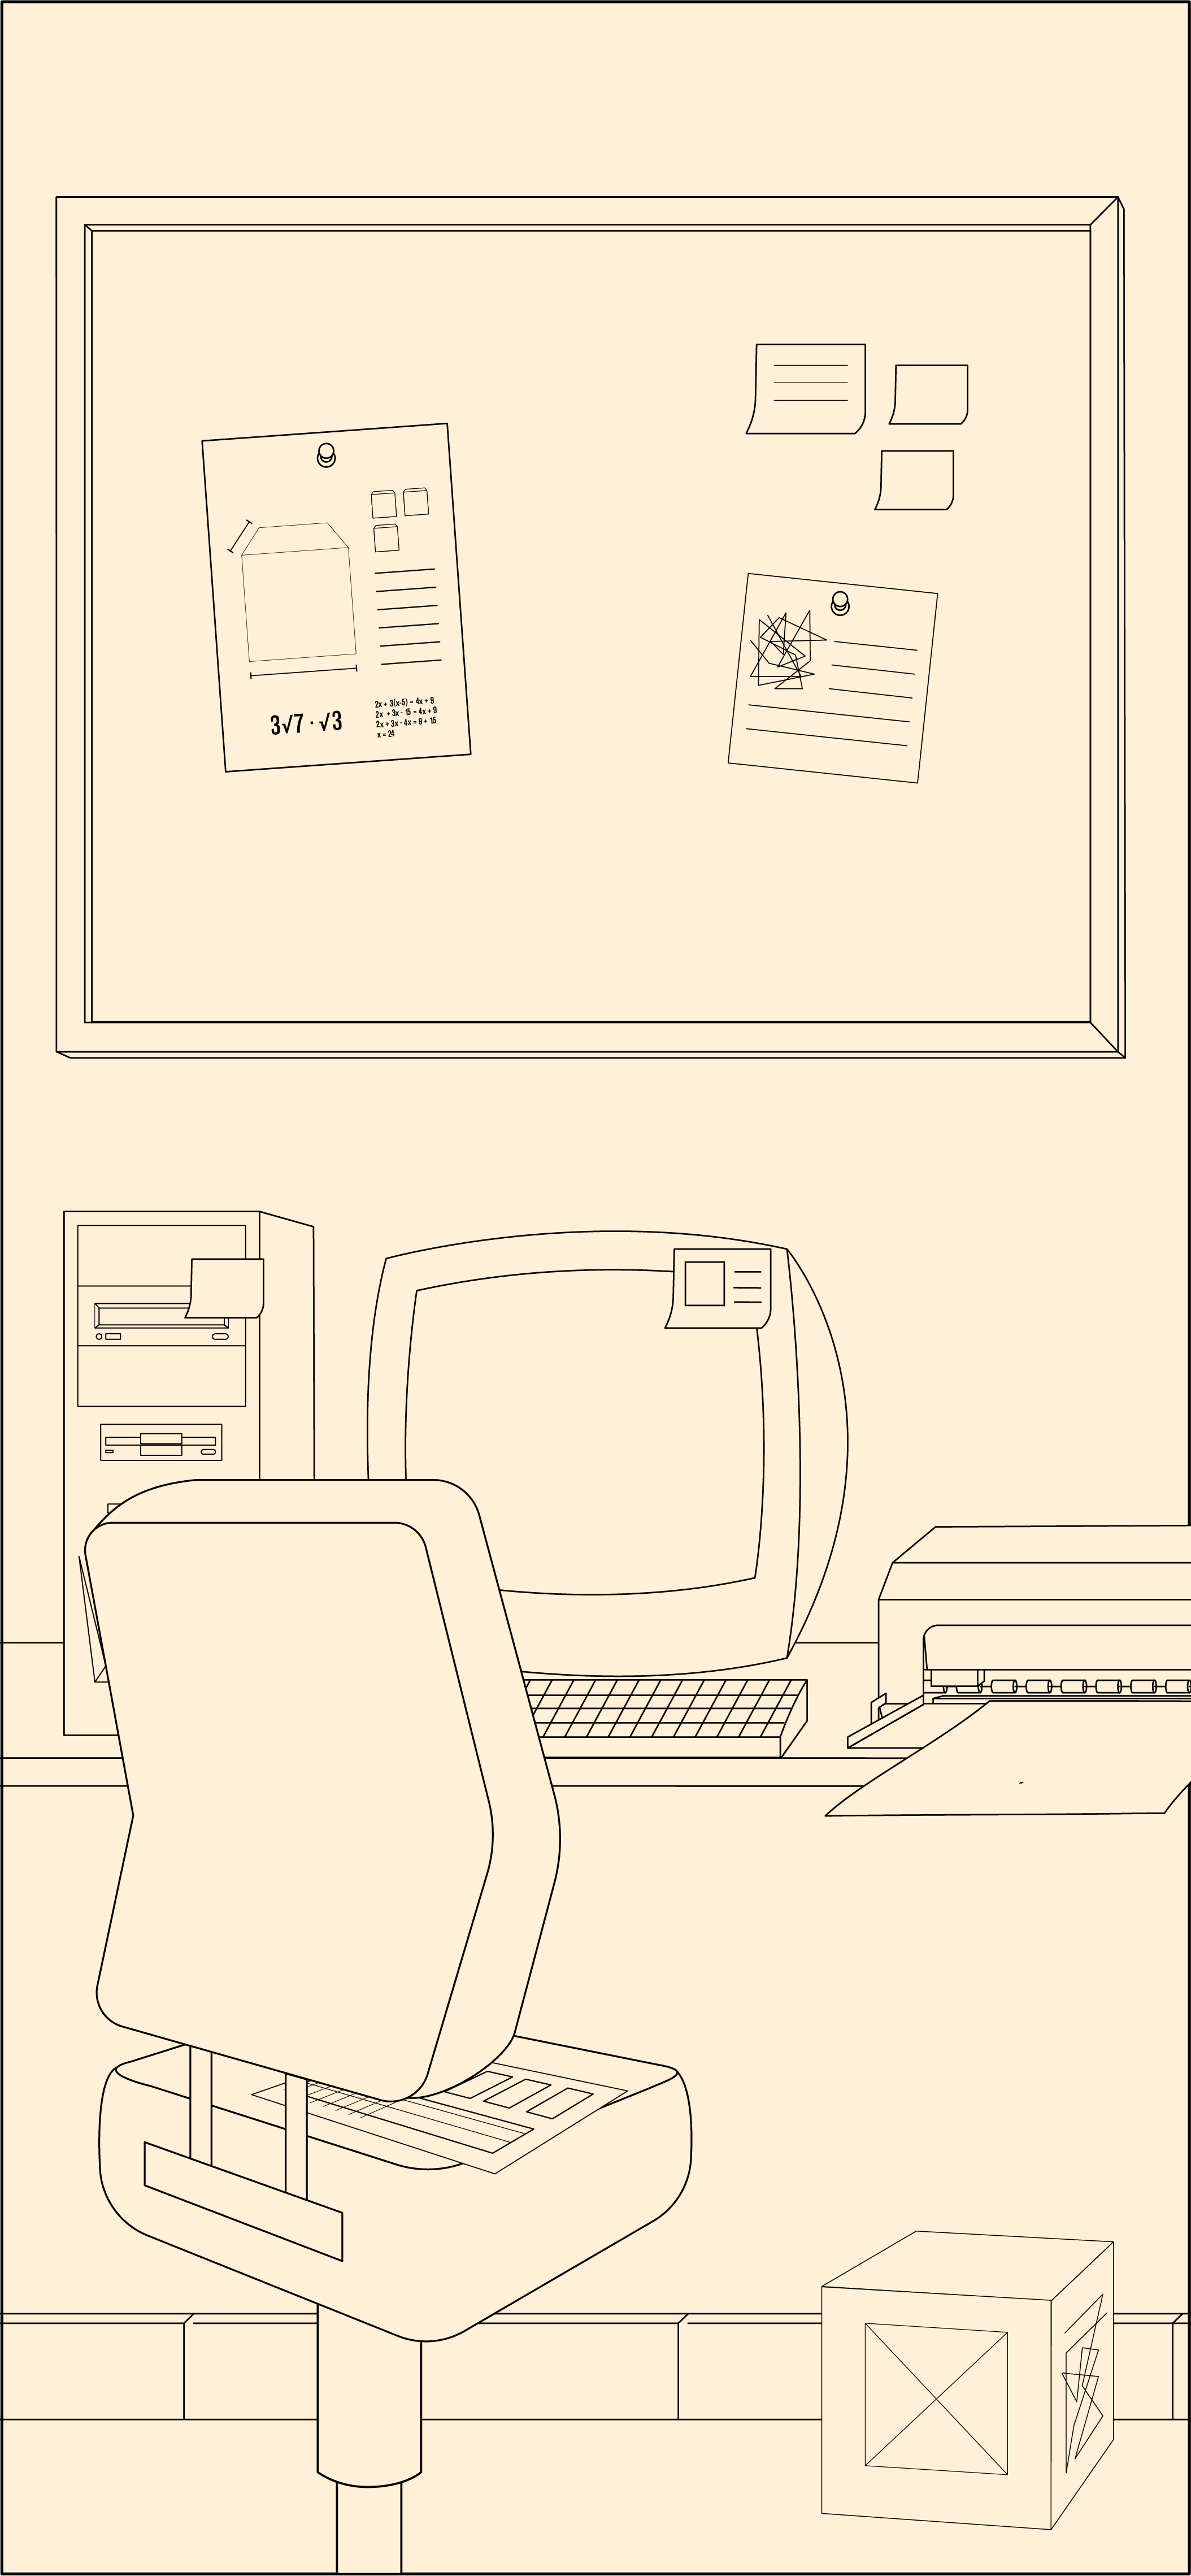 3√7 · √3
2x + 3(x-5) = 4x + 9
2x + 3x - 15 = 4x + 9
2x + 3x - 4x = 9 + 15
x = 24